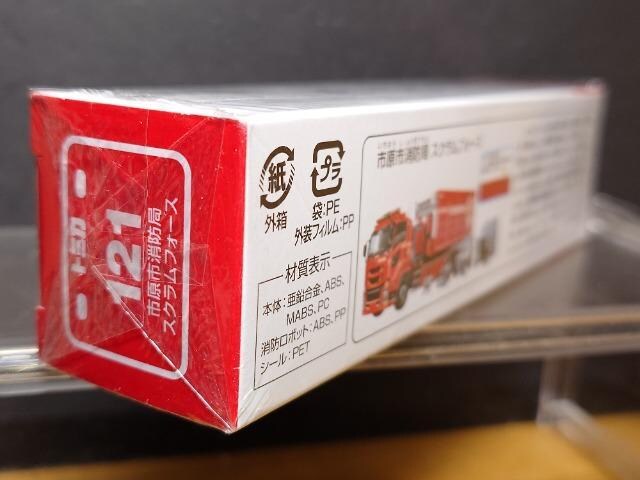 トミカ
121
市原市消防局
スクラムフォース
紙
外箱
プラ
袋:PE
外装フィルム:PP
材質表示
本体:亜鉛合金、ABS、
MABS、PC
消防ロボット:ABS、PP
シール:PET
市原市消防局 スクラムフォース